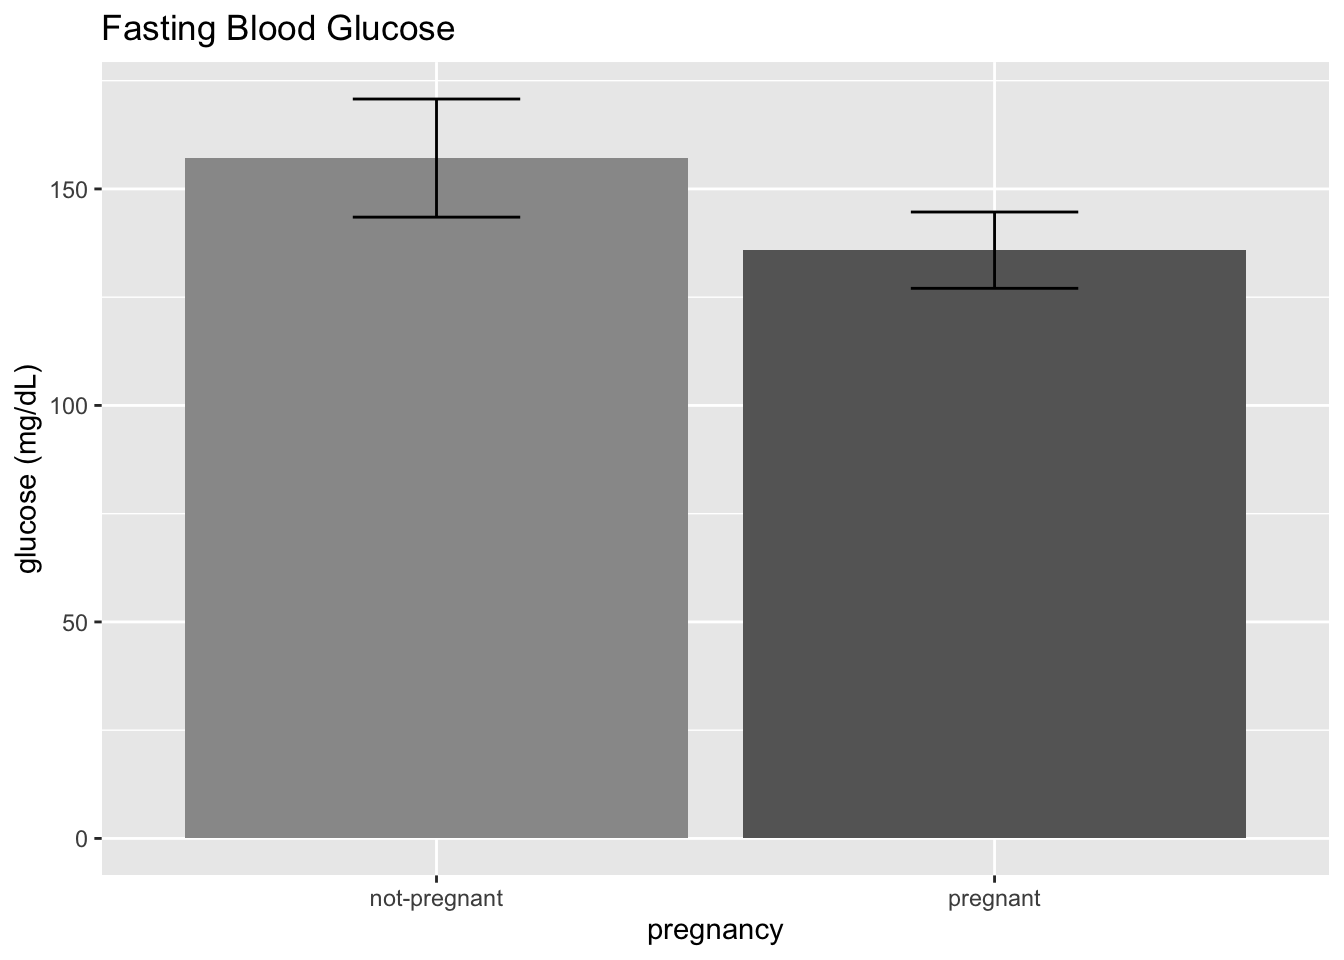 Fasting Blood Glucose
glucose (mg/dL)
150
100
50
0
not-pregnant
pregnant
pregnancy